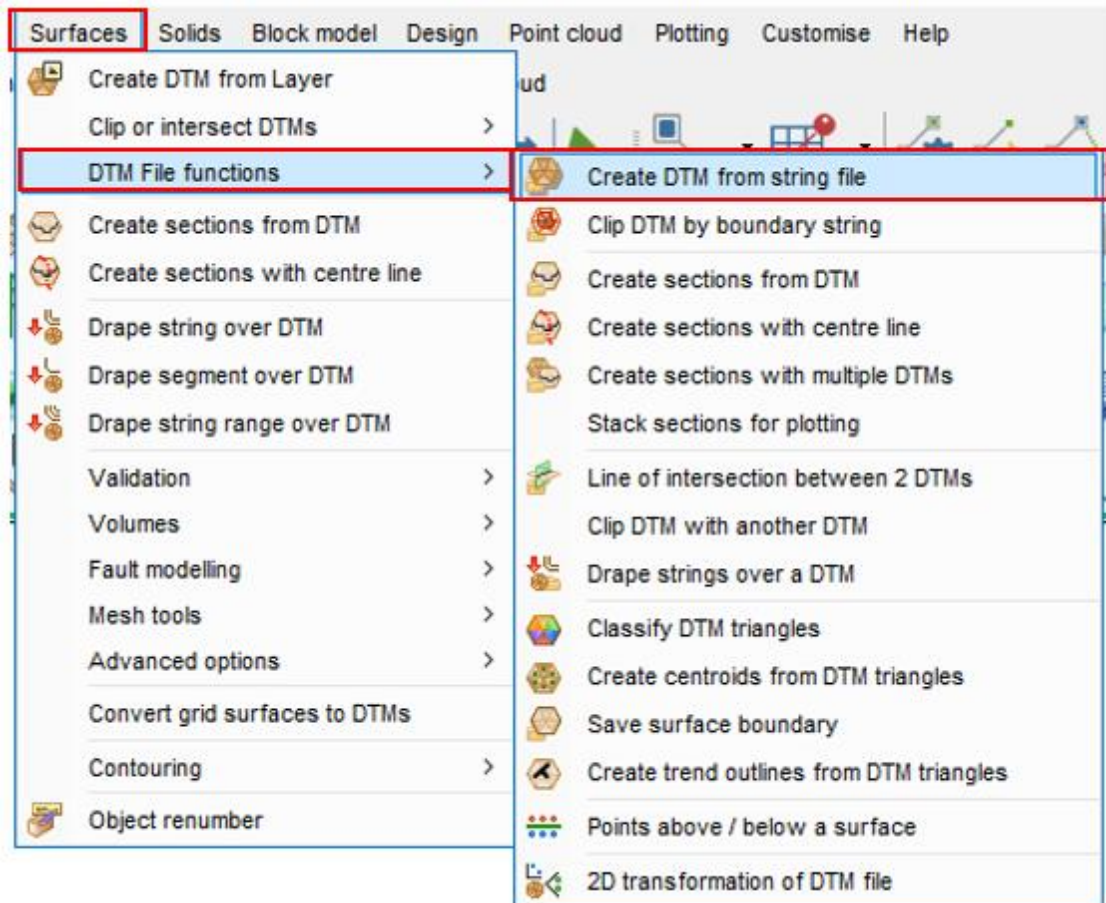 Surfaces Solids Block model Design Point cloud Plotting Customise Help
Create DTM from Layer
ud
Clip or intersect DTMs
DTM File functions
Create sections from DTM
Create sections with centre line
Drape string over DTM
Drape segment over DTM
Drape string range over DTM
Validation
Volumes
Fault modelling
Mesh tools
Advanced options
Convert grid surfaces to DTMs
Contouring
Object renumber
Create DTM from string file
Clip DTM by boundary string
Create sections from DTM
Create sections with centre line
Create sections with multiple DTMs
Stack sections for plotting
Line of intersection between 2 DTMs
Clip DTM with another DTM
Drape strings over a DTM
Classify DTM triangles
Create centroids from DTM triangles
Save surface boundary
Create trend outlines from DTM triangles
Points above / below a surface
2D transformation of DTM file